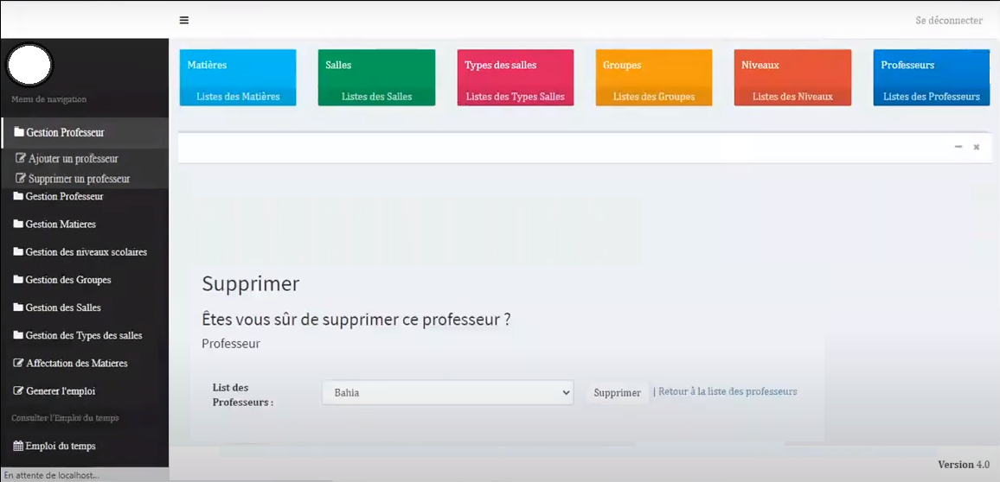 Se déconnecter
Menu de navigation
Gestion Professeur
Ajouter un professeur
Supprimer un professeur
Gestion Professeur
Gestion Matieres
Gestion des niveaux scolaires
Gestion des Groupes
Gestion des Salles
Gestion des Types des salles
Affectation des Matieres
Generer l'emploi
Consulter l'Emploi du temps
Emploi du temps
En attente de localhost...
Matières
Listes des Matières
Salles
Listes des Salles
Types des salles
Listes des Types Salles
Groupes
Listes des Groupes
Niveaux
Listes des Niveaux
Professeurs
Listes des Professeurs
Supprimer
Êtes vous sûr de supprimer ce professeur ?
Professeur
List des
Professeurs :
Bahia
Supprimer
| Retour à la liste des professeurs
Version 4.0